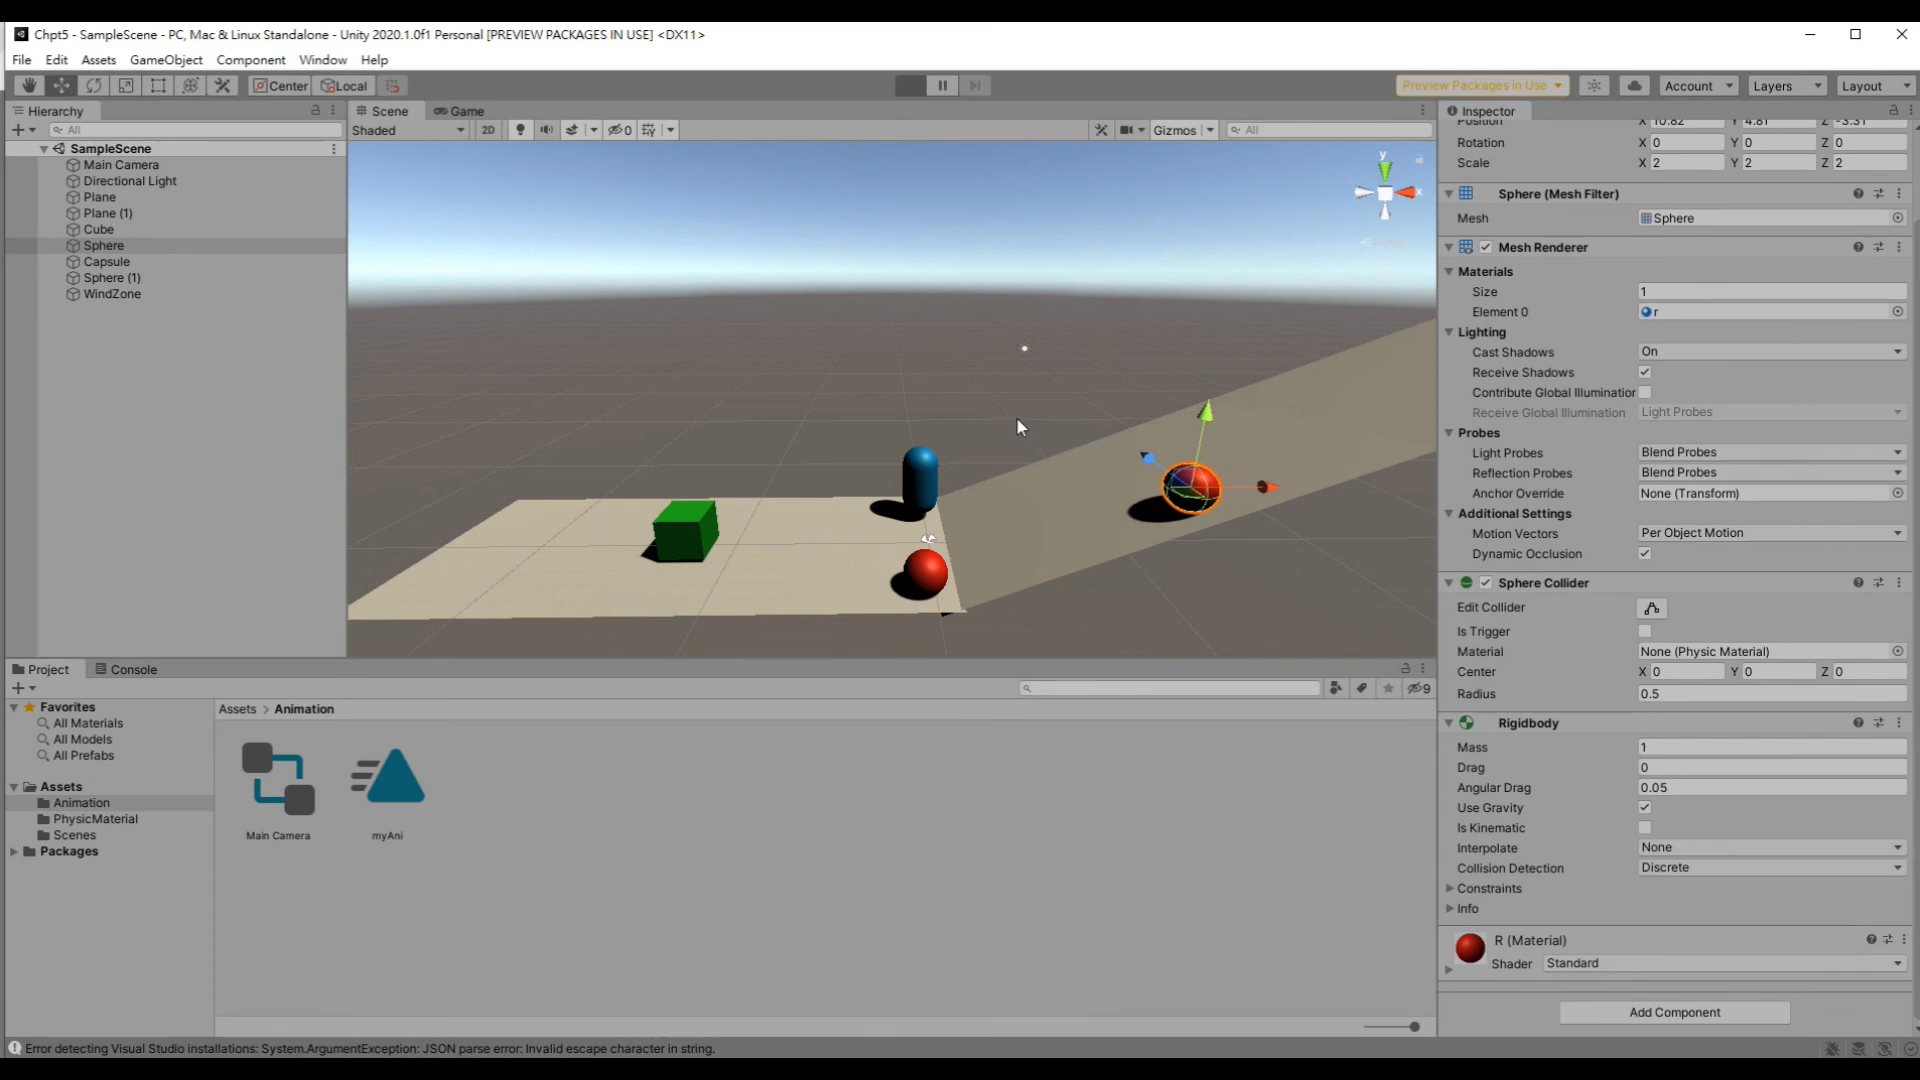 Chpt5 - SampleScene - PC, Mac & Linux Standalone - Unity 2020.1.0f1 Personal [PREVIEW PACKAGES IN USE] <DX11>
File Edit Assets GameObject Component Window Help
Center Local Preview Packages in Use Account Layers Layout
Hierarchy
All
SampleScene
Main Camera
Directional Light
Plane
Plane (1)
Cube
Sphere
Capsule
Sphere (1)
WindZone
Scene Game
Shaded 2D 0 Gizmos All
y
x
Inspector
Position X 10.82 Y 4.81 Z -3.31
Rotation X 0 Y 0 Z 0
Scale X 2 Y 2 Z 2
Sphere (Mesh Filter)
Mesh Sphere
Mesh Renderer
Materials
Size 1
Element 0 r
Lighting
Cast Shadows On
Receive Shadows
Contribute Global Illumination
Receive Global Illumination Light Probes
Probes
Light Probes Blend Probes
Reflection Probes Blend Probes
Anchor Override None (Transform)
Additional Settings
Motion Vectors Per Object Motion
Dynamic Occlusion
Sphere Collider
Edit Collider
Is Trigger
Material None (Physic Material)
Center X 0 Y 0 Z 0
Radius 0.5
Rigidbody
Mass 1
Drag 0
Angular Drag 0.05
Use Gravity
Is Kinematic
Interpolate None
Collision Detection Discrete
Constraints
Info
R (Material)
Shader Standard
Add Component
Project Console
9
Favorites
All Materials
All Models
All Prefabs
Assets
Animation
PhysicMaterial
Scenes
Packages
Assets > Animation
Main Camera
myAni
Error detecting Visual Studio installations: System.ArgumentException: JSON parse error: Invalid escape character in string.